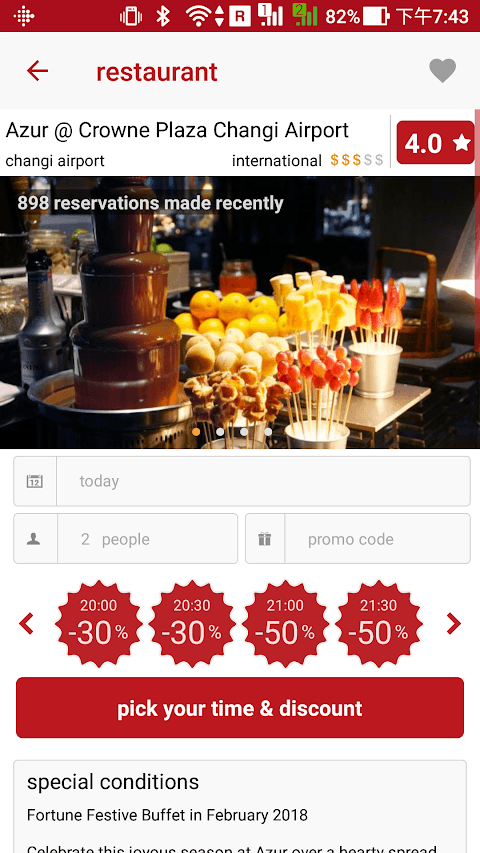 R 1 2 82% 下午7:43
restaurant
Azur @ Crowne Plaza Changi Airport
4.0
changi airport
international $$$$$
898 reservations made recently
12 today
2 people
promo code
20:00 20:30 21:00 21:30
-30% -30% -50% -50%
pick your time & discount
special conditions
Fortune Festive Buffet in February 2018
Celebrate this joyous season at Azur over a hearty spread